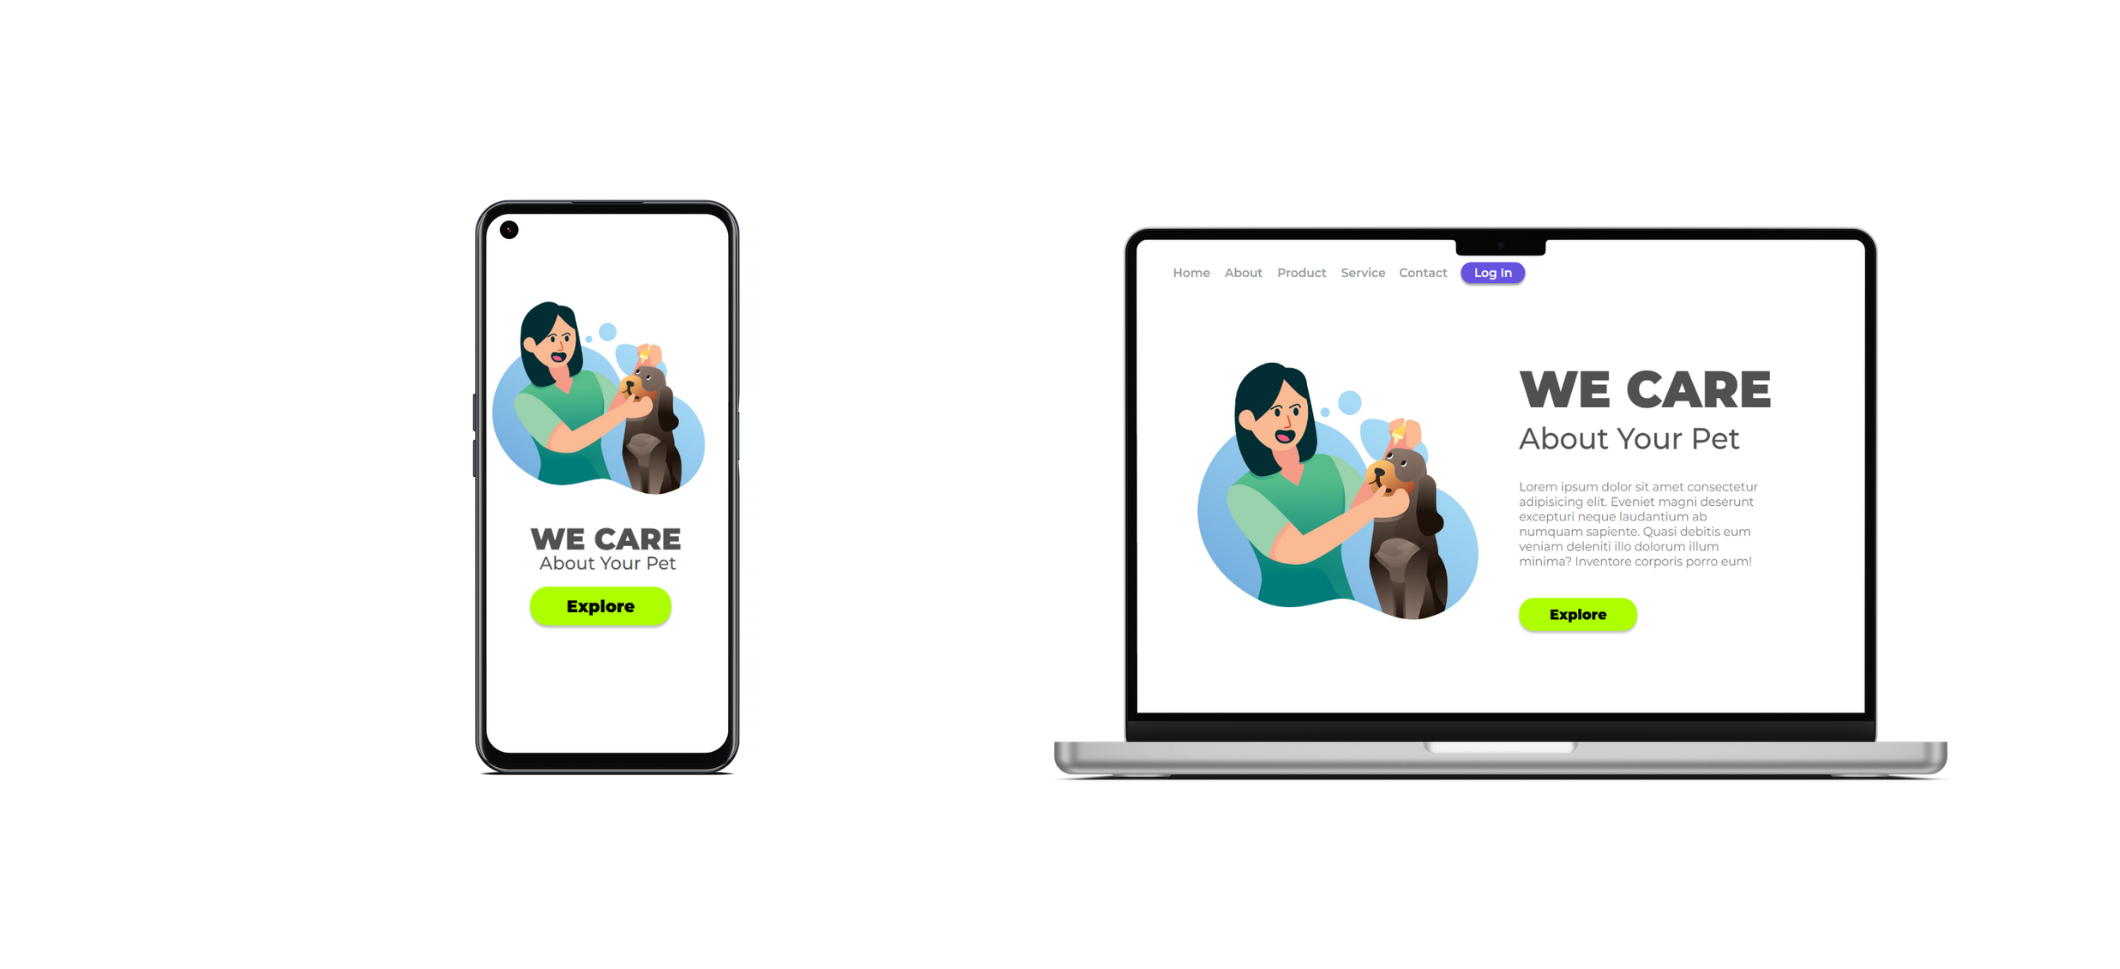 WE CARE
About Your Pet
Explore
Home About Product Service Contact Log In
WE CARE
About Your Pet
Lorem ipsum dolor sit amet consectetur
adipisicing elit. Eveniet magni deserunt
excepturi neque laudantium ab
numquam sapiente. Quasi debitis eum
veniam deleniti illo dolorum illum
minima? Inventore corporis porro eum!
Explore